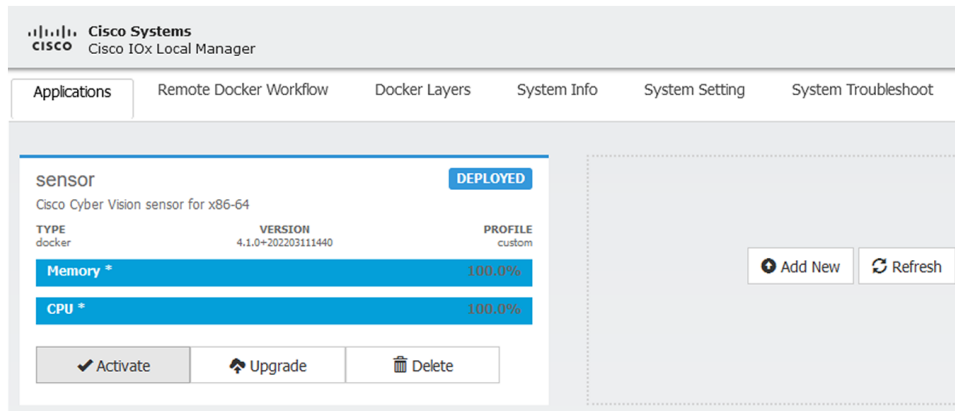 Cisco Systems
CISCO Cisco IOx Local Manager
Applications Remote Docker Workflow Docker Layers System Info System Setting System Troubleshoot
sensor DEPLOYED
Cisco Cyber Vision sensor for x86-64
TYPE VERSION PROFILE
docker 4.1.0+202203111440 custom
Memory * 100.0%
Add New Refresh
CPU * 100.0%
Activate Upgrade Delete